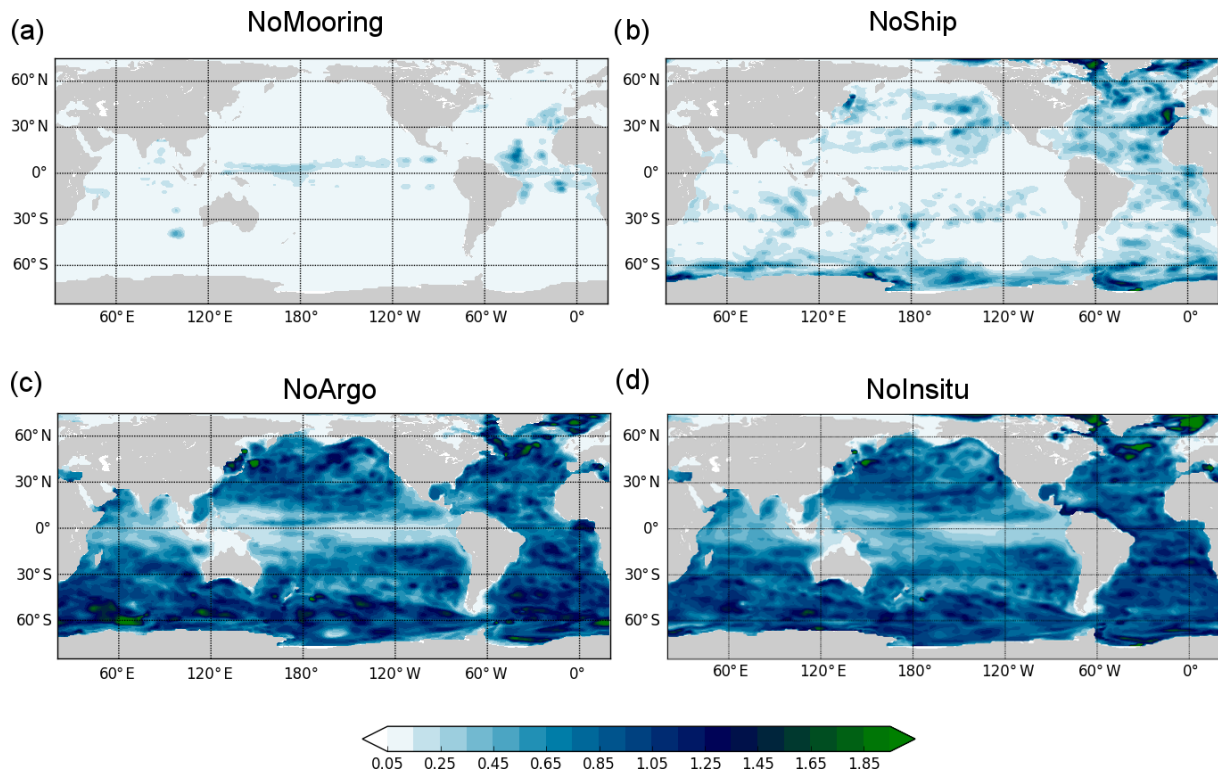 (a) NoMooring
(b) NoShip
60° N
30° N
0°
30° S
60° S
60° E 120° E 180° 120° W 60° W 0°
60° N
30° N
0°
30° S
60° S
60° E 120° E 180° 120° W 60° W 0°
(c) NoArgo
(d) NoInsitu
60° N
30° N
0°
30° S
60° S
60° E 120° E 180° 120° W 60° W 0°
60° N
30° N
0°
30° S
60° S
60° E 120° E 180° 120° W 60° W 0°
0.05 0.25 0.45 0.65 0.85 1.05 1.25 1.45 1.65 1.85